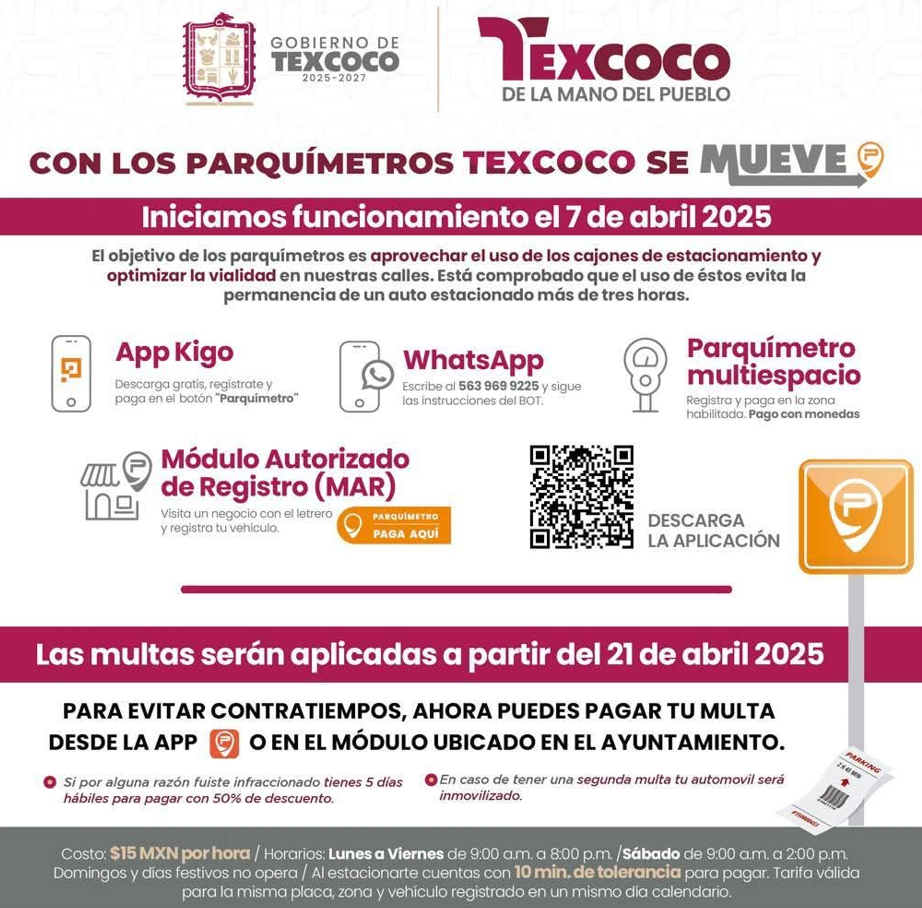 GOBIERNO DE
TEXCOCO
2025-2027
TEXCOCO
DE LA MANO DEL PUEBLO
CON LOS PARQUÍMETROS TEXCOCO SE MUEVE
Iniciamos funcionamiento el 7 de abril 2025
El objetivo de los parquímetros es aprovechar el uso de los cajones de estacionamiento y
optimizar la vialidad en nuestras calles. Está comprobado que el uso de éstos evita la
permanencia de un auto estacionado más de tres horas.
App Kigo
Descarga gratis, regístrate y
paga en el botón "Parquímetro"
WhatsApp
Escribe al 563 969 9225 y sigue
las instrucciones del BOT.
Parquímetro
multiespacio
Registra y paga en la zona
habilitada. Pago con monedas
Módulo Autorizado
de Registro (MAR)
Visita un negocio con el letrero
y registra tu vehículo.
PARQUÍMETRO
PAGA AQUÍ
DESCARGA
LA APLICACIÓN
Las multas serán aplicadas a partir del 21 de abril 2025
PARA EVITAR CONTRATIEMPOS, AHORA PUEDES PAGAR TU MULTA
DESDE LA APP O EN EL MÓDULO UBICADO EN EL AYUNTAMIENTO.
Si por alguna razón fuiste infraccionado tienes 5 días
hábiles para pagar con 50% de descuento.
En caso de tener una segunda multa tu automovil será
inmovilizado.
PARKING
Costo: $15 MXN por hora / Horarios: Lunes a Viernes de 9:00 a.m. a 8:00 p.m. /Sábado de 9:00 a.m. a 2:00 p.m.
Domingos y días festivos no opera / Al estacionarte cuentas con 10 min. de tolerancia para pagar. Tarifa válida
para la misma placa, zona y vehículo registrado en un mismo día calendario.